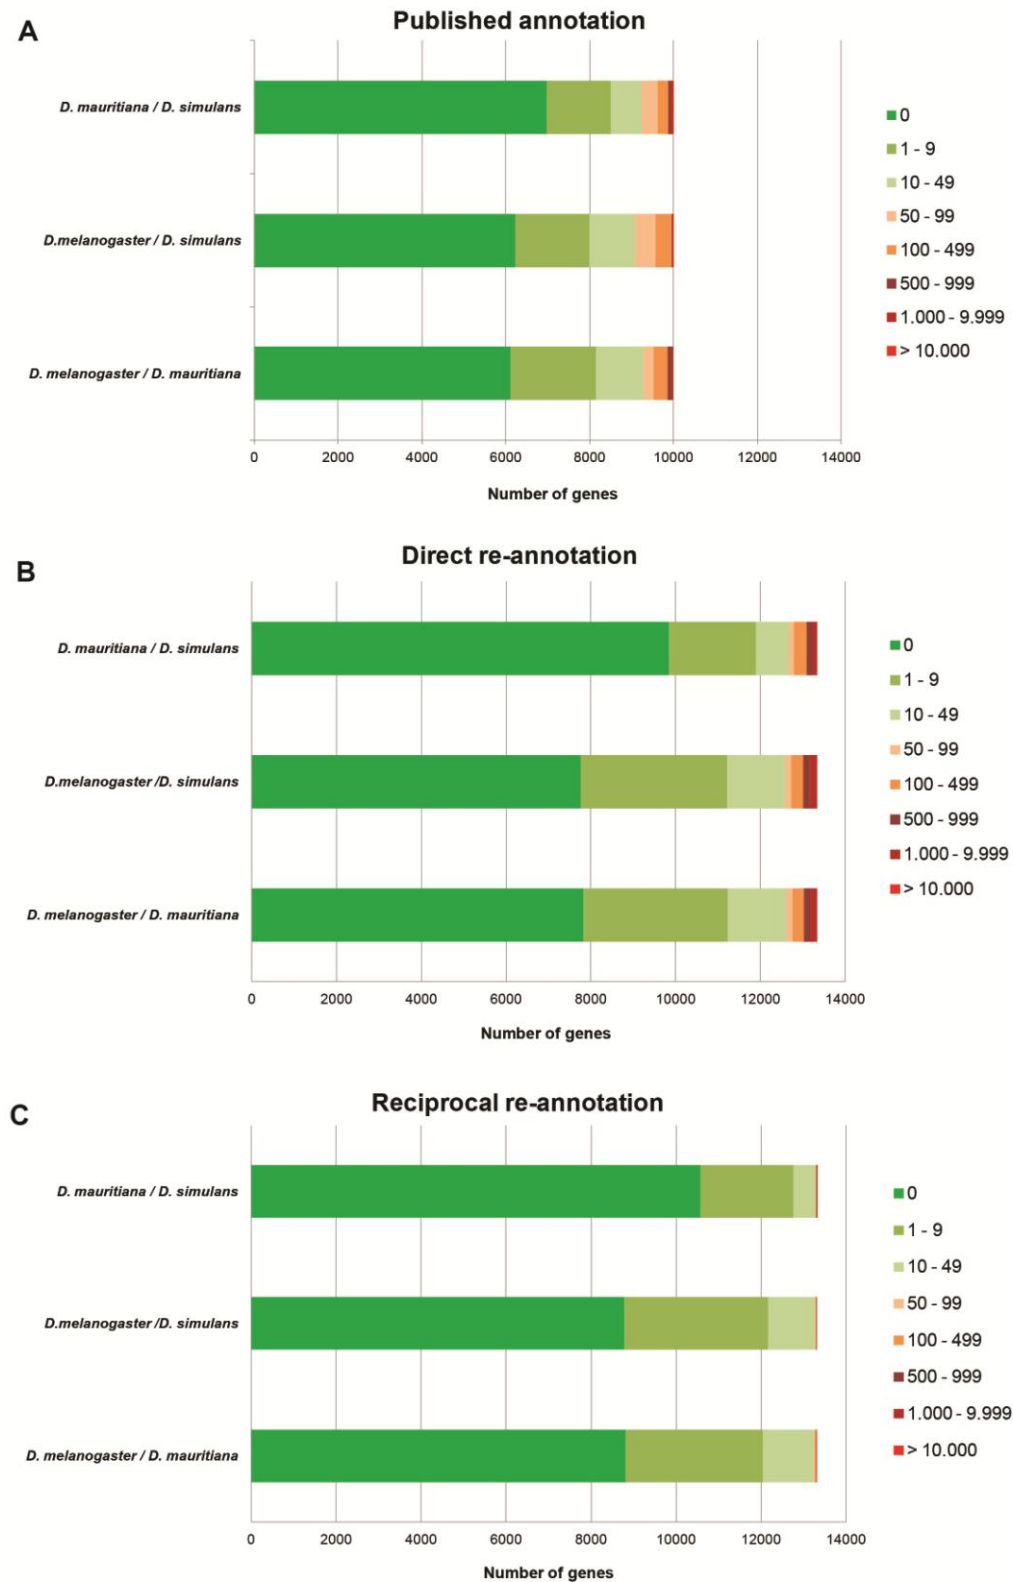 A
Published annotation
D. mauritiana / D. simulans
D.melanogaster / D. simulans
D. melanogaster / D. mauritiana
0
1 - 9
10 - 49
50 - 99
100 - 499
500 - 999
1.000 - 9.999
> 10.000
0 2000 4000 6000 8000 10000 12000 14000
Number of genes
B
Direct re-annotation
D. mauritiana / D. simulans
D.melanogaster /D. simulans
D. melanogaster / D. mauritiana
0
1 - 9
10 - 49
50 - 99
100 - 499
500 - 999
1.000 - 9.999
> 10.000
0 2000 4000 6000 8000 10000 12000 14000
Number of genes
C
Reciprocal re-annotation
D. mauritiana / D. simulans
D.melanogaster /D. simulans
D. melanogaster / D. mauritiana
0
1 - 9
10 - 49
50 - 99
100 - 499
500 - 999
1.000 - 9.999
> 10.000
0 2000 4000 6000 8000 10000 12000 14000
Number of genes